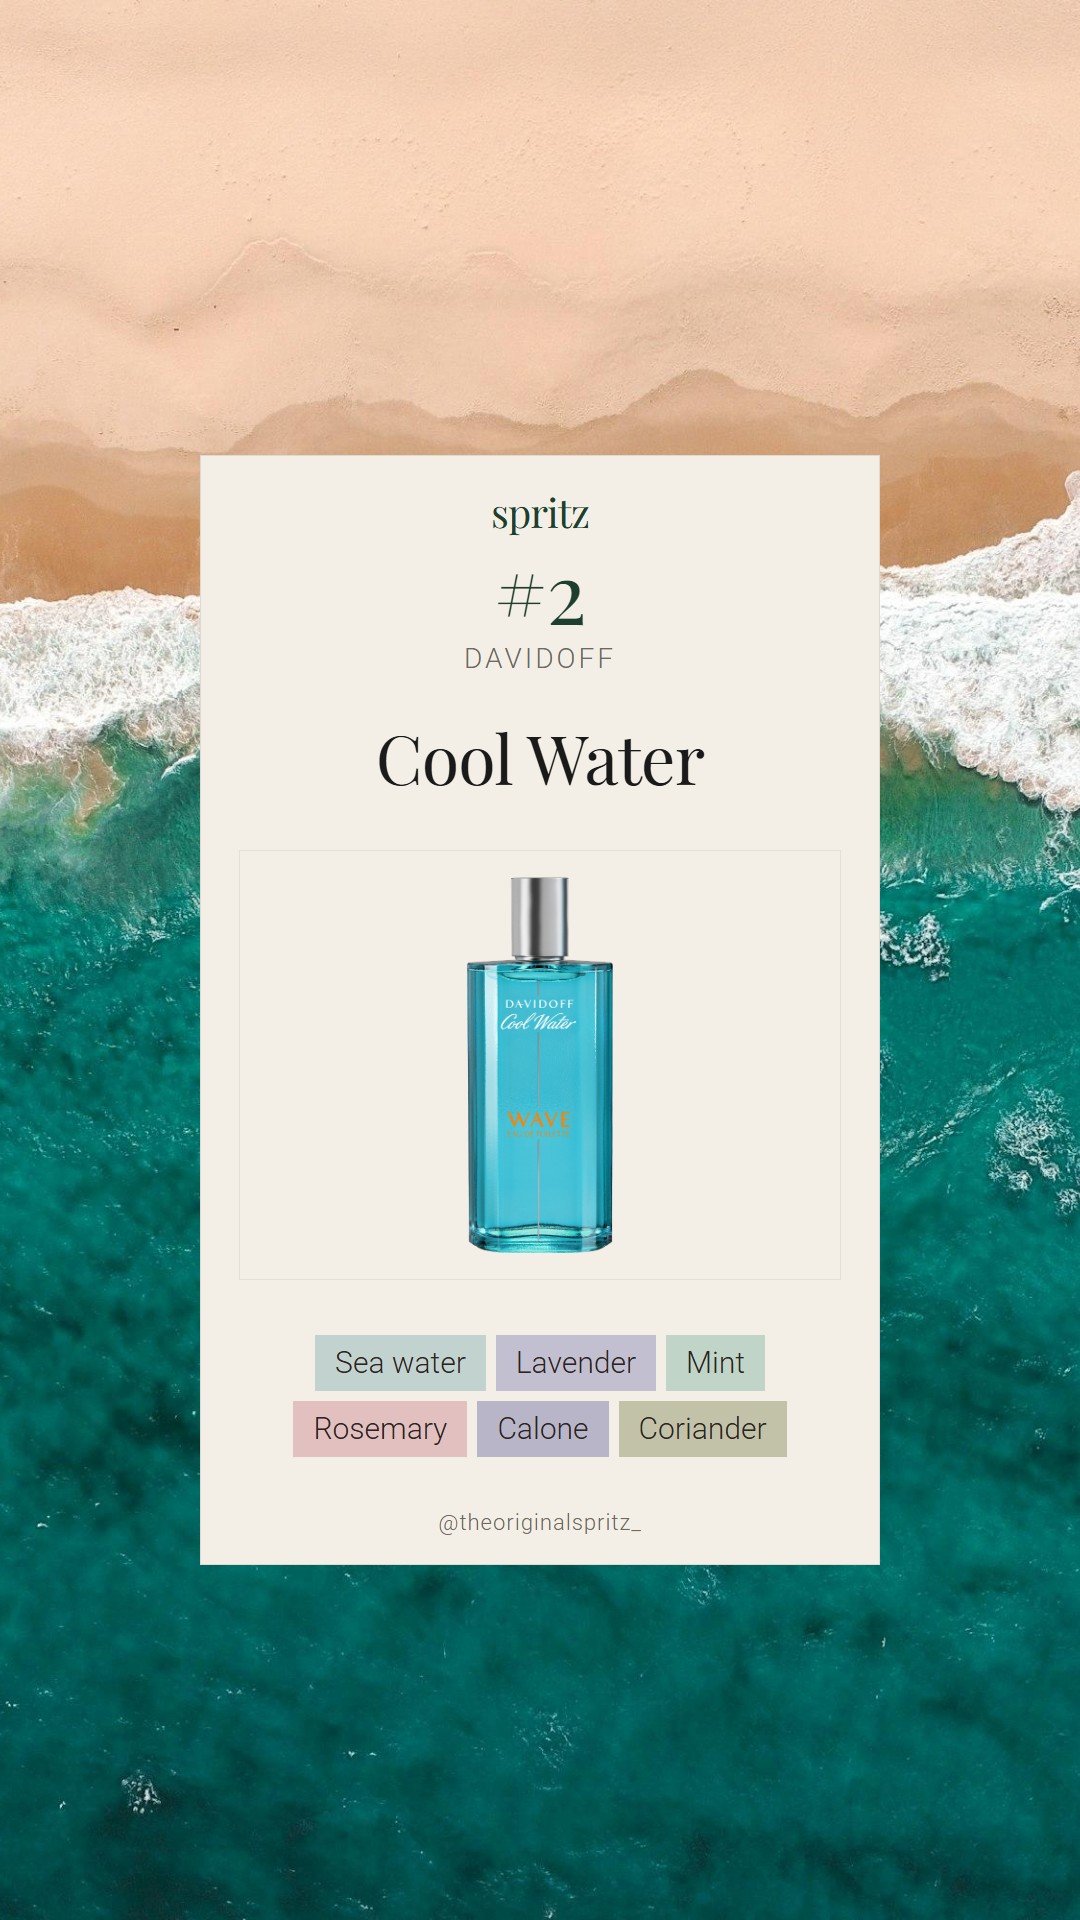 spritz
#2
DAVIDOFF
Cool Water
DAVIDOFF
Cool Water
WAVE
Sea water Lavender Mint
Rosemary Calone Coriander
@theoriginalspritz_